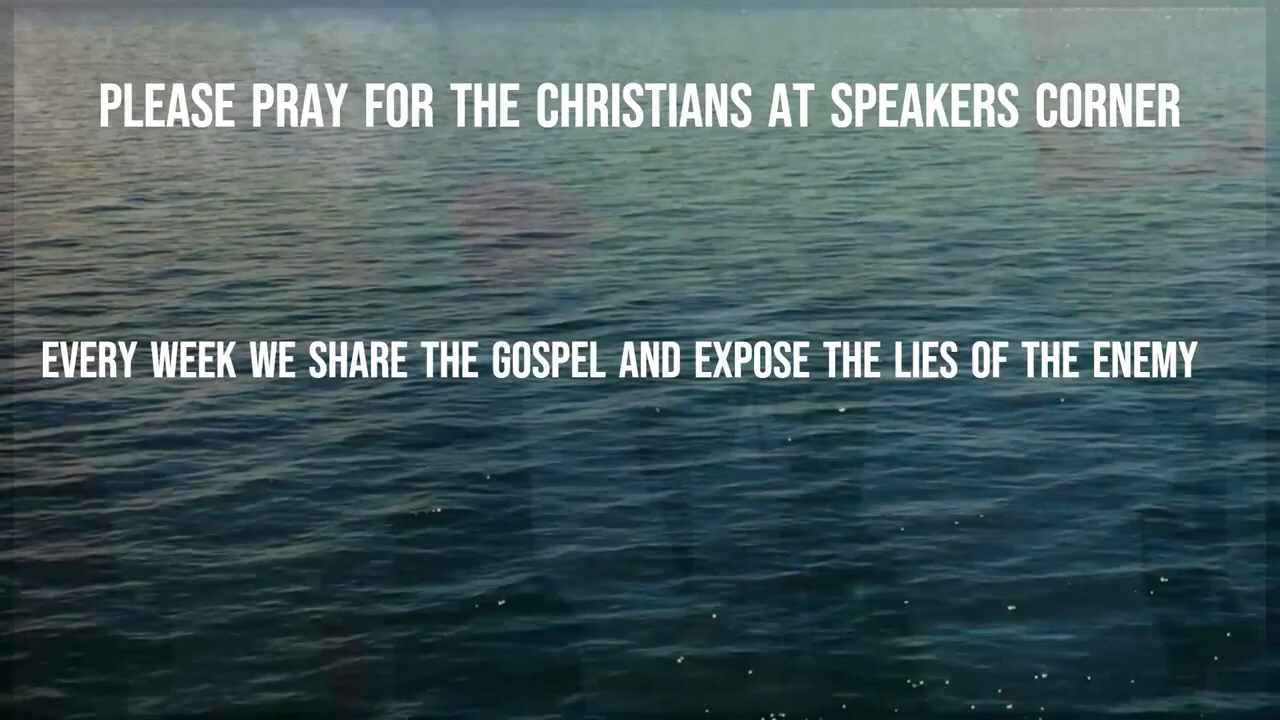 PLEASE PRAY FOR THE CHRISTIANS AT SPEAKERS CORNER
EVERY WEEK WE SHARE THE GOSPEL AND EXPOSE THE LIES OF THE ENEMY